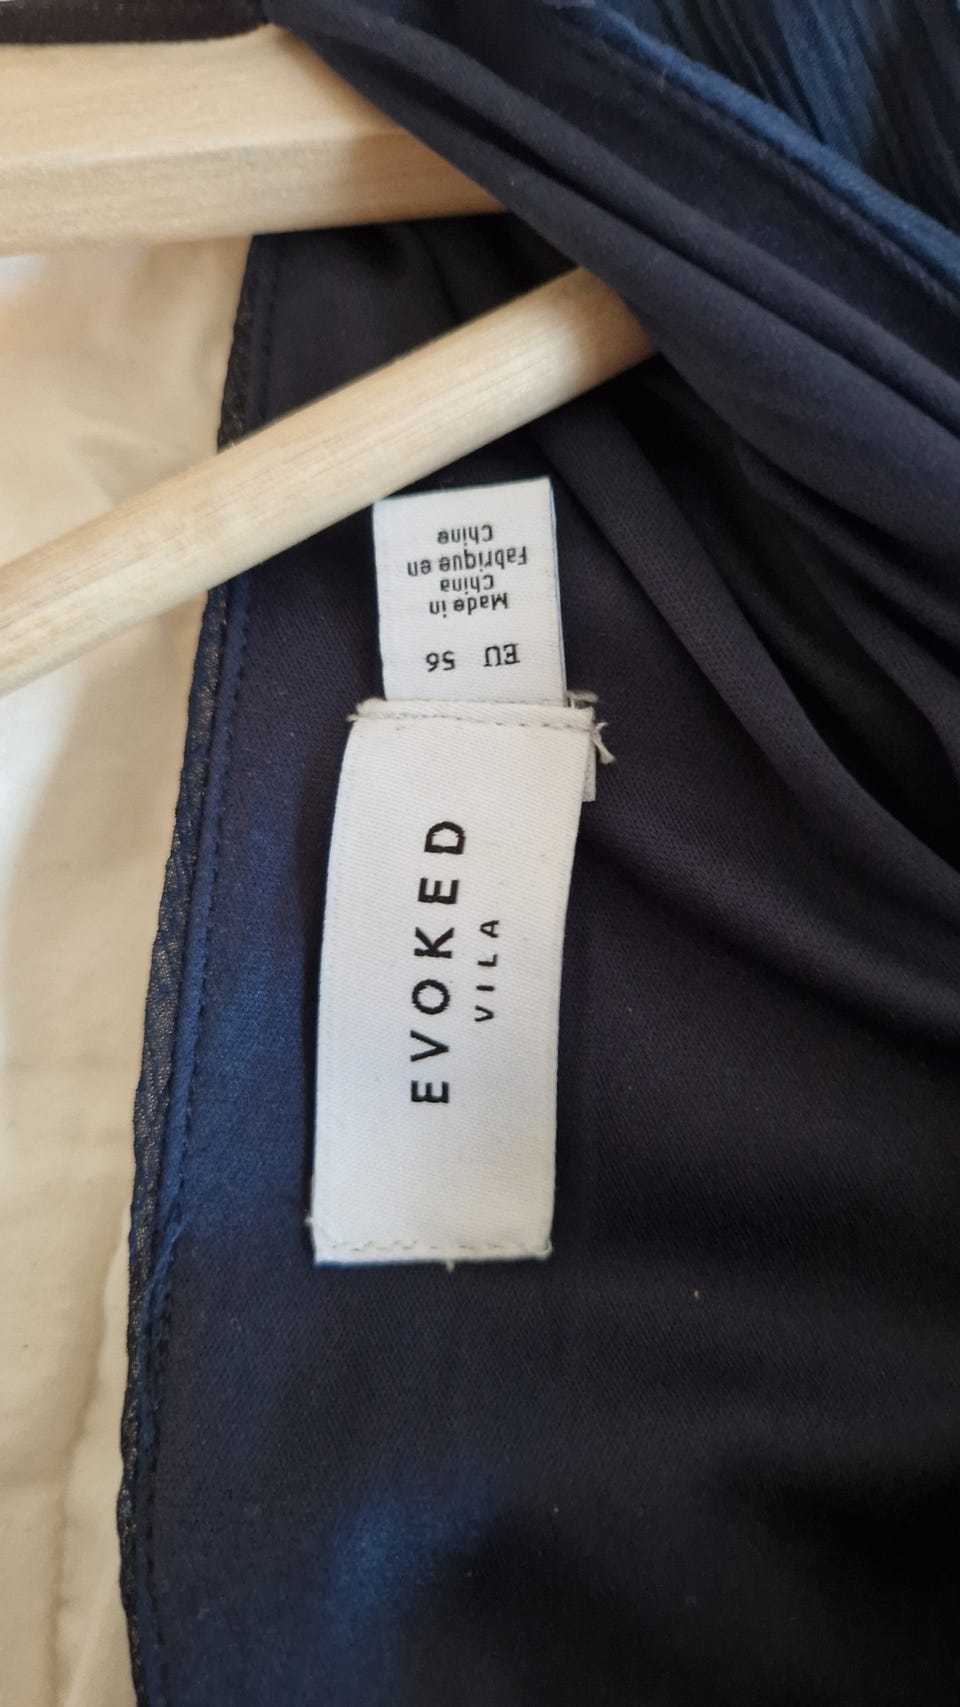 EU 56
Made in
China
Fabriqué en
Chine
EVOKED
VILA